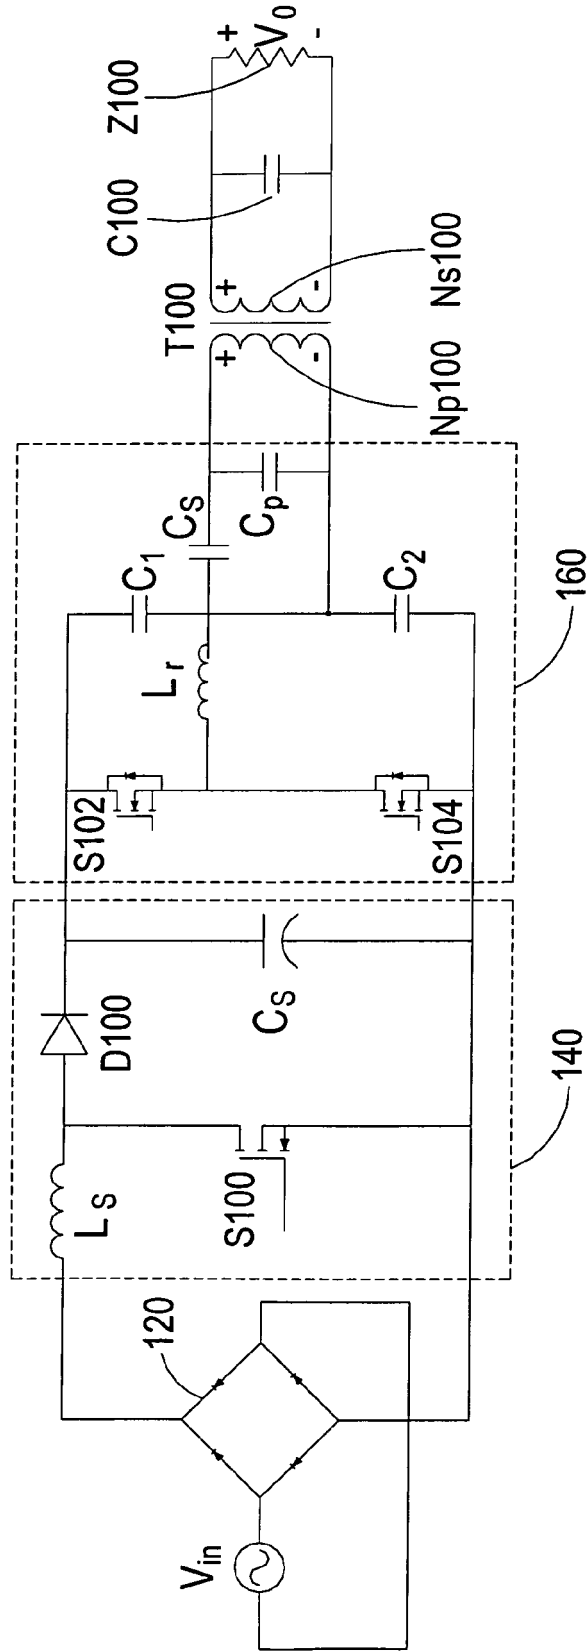 Vin
120
LS
S100
D100
CS
140
S102
S104
Lr
C1
CS
Cp
C2
160
T100
+
-
+
-
Np100
Ns100
C100
Z100
+
V0
-